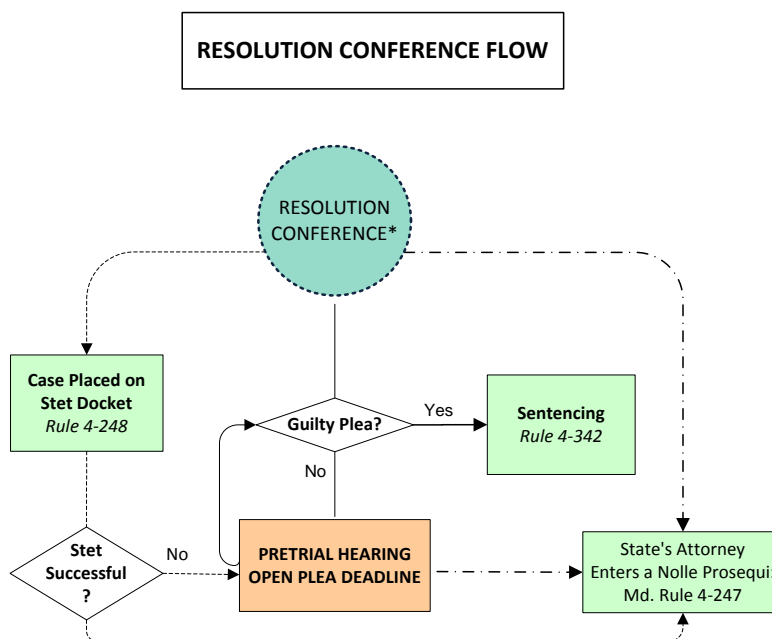 RESOLUTION CONFERENCE FLOW
RESOLUTION
CONFERENCE*
Case Placed on
Stet Docket
Rule 4-248
Guilty Plea?
Yes
Sentencing
Rule 4-342
No
Stet
Successful
?
No
PRETRIAL HEARING
OPEN PLEA DEADLINE
State's Attorney
Enters a Nolle Prosequi:
Md. Rule 4-247